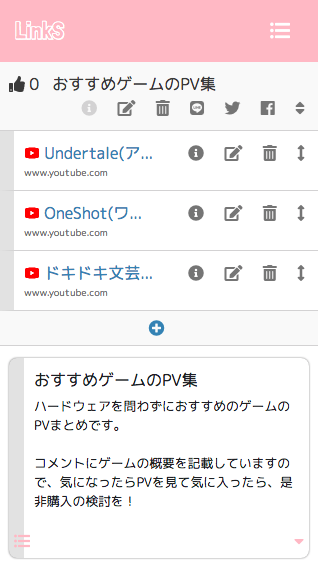 LinkS
0 おすすめゲームのPV集
Undertale(ア...
www.youtube.com
OneShot(ワ...
www.youtube.com
ドキドキ文芸...
www.youtube.com
おすすめゲームのPV集
ハードウェアを問わずにおすすめのゲームの
PVまとめです。
コメントにゲームの概要を記載していますの
で、気になったらPVを見て気に入ったら、是
非購入の検討を！